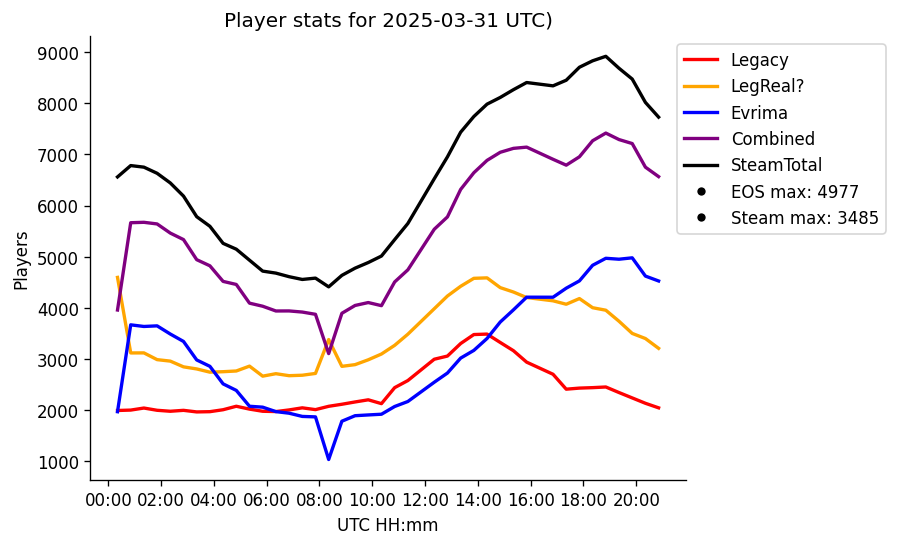 Player stats for 2025-03-31 UTC)
9000
8000
7000
6000
5000
4000
3000
2000
1000
Players
00:00 02:00 04:00 06:00 08:00 10:00 12:00 14:00 16:00 18:00 20:00
UTC HH:mm
Legacy
LegReal?
Evrima
Combined
SteamTotal
EOS max: 4977
Steam max: 3485